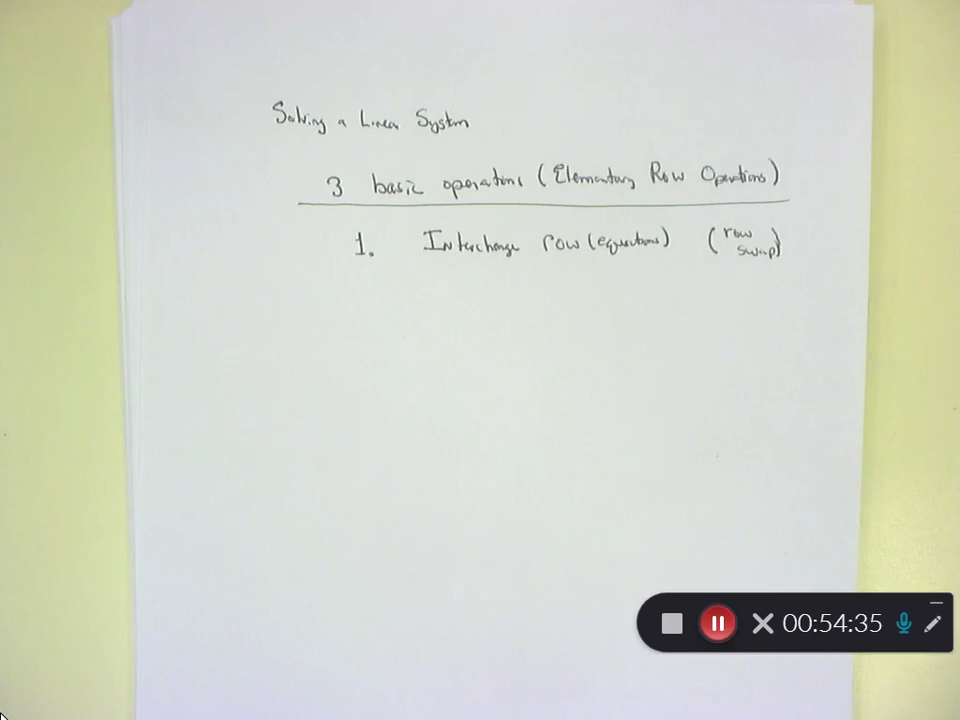 Solving a Linear System
3 basic operations (Elementary Row Operations)
1. Interchange row (equations) (row swap)
00:54:35